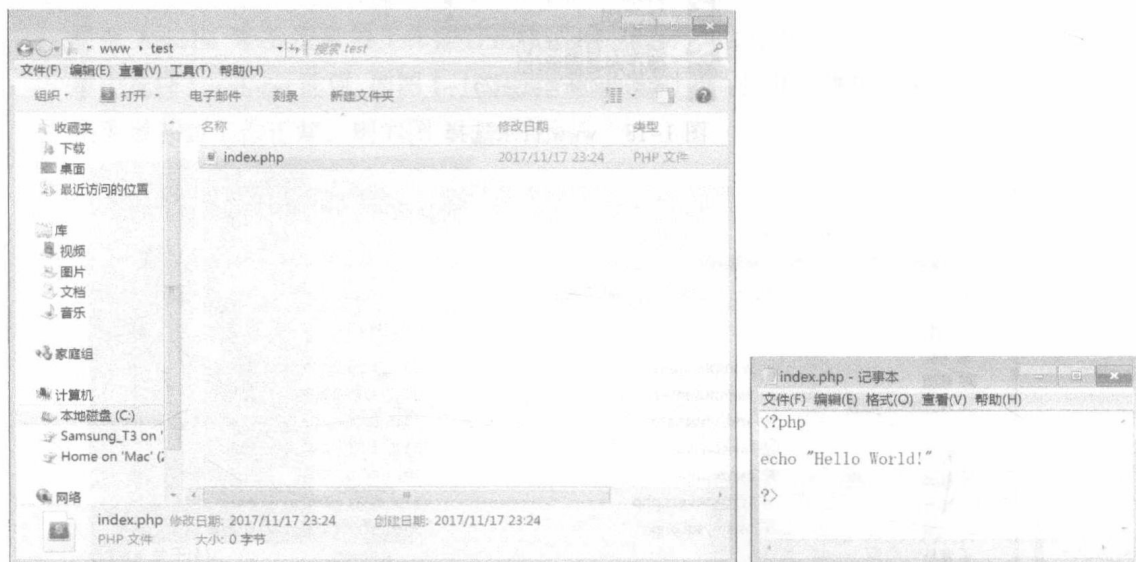 www ▸ test
搜索 test
文件(F) 编辑(E) 查看(V) 工具(T) 帮助(H)
组织 打开 电子邮件 刻录 新建文件夹
收藏夹
下载
桌面
最近访问的位置
库
视频
图片
文档
音乐
家庭组
计算机
本地磁盘 (C:)
Samsung_T3 on '
Home on 'Mac' (Z
网络
名称 修改日期 类型
index.php 2017/11/17 23:24 PHP 文件
index.php 修改日期: 2017/11/17 23:24 创建日期: 2017/11/17 23:24
PHP 文件 大小: 0 字节
index.php - 记事本
文件(F) 编辑(E) 格式(O) 查看(V) 帮助(H)
<?php
echo "Hello World!"
?>